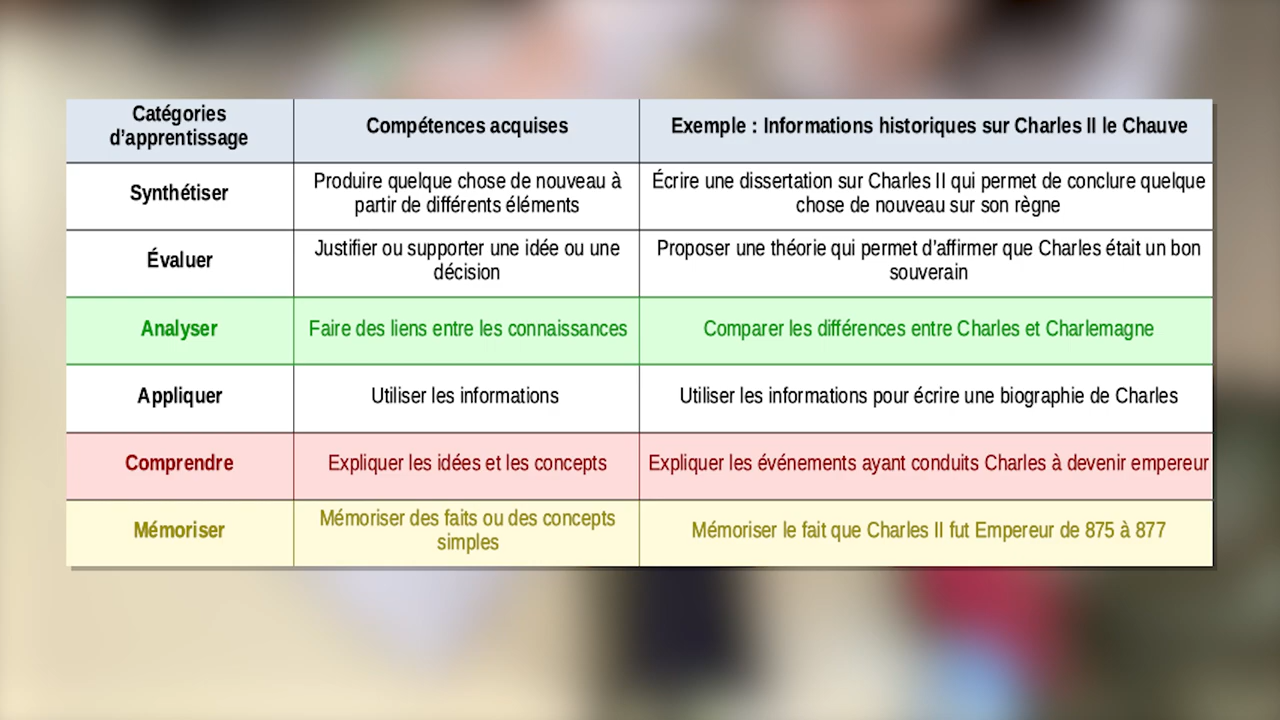 Catégories
d'apprentissage
Compétences acquises
Exemple : Informations historiques sur Charles II le Chauve
Synthétiser
Produire quelque chose de nouveau à
partir de différents éléments
Écrire une dissertation sur Charles II qui permet de conclure quelque
chose de nouveau sur son règne
Évaluer
Justifier ou supporter une idée ou une
décision
Proposer une théorie qui permet d'affirmer que Charles était un bon
souverain
Analyser
Faire des liens entre les connaissances
Comparer les différences entre Charles et Charlemagne
Appliquer
Utiliser les informations
Utiliser les informations pour écrire une biographie de Charles
Comprendre
Expliquer les idées et les concepts
Expliquer les événements ayant conduits Charles à devenir empereur
Mémoriser
Mémoriser des faits ou des concepts
simples
Mémoriser le fait que Charles II fut Empereur de 875 à 877